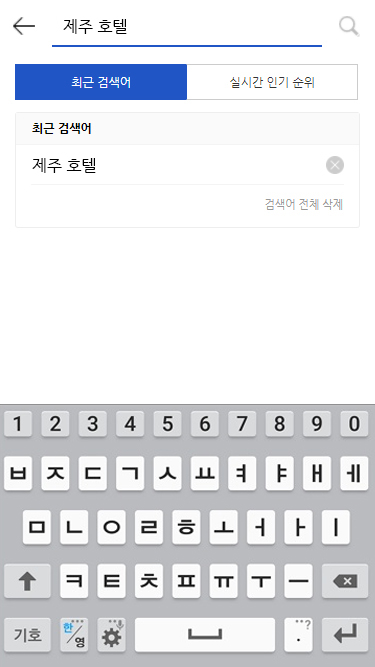 제주 호텔
최근 검색어 실시간 인기 순위
최근 검색어
제주 호텔
검색어 전체 삭제
1 2 3 4 5 6 7 8 9 0
ㅂ ㅈ ㄷ ㄱ ㅅ ㅛ ㅕ ㅑ ㅐ ㅔ
ㅁ ㄴ ㅇ ㄹ ㅎ ㅗ ㅓ ㅏ ㅣ
ㅋ ㅌ ㅊ ㅍ ㅠ ㅜ ㅡ
기호 한/영 . ?